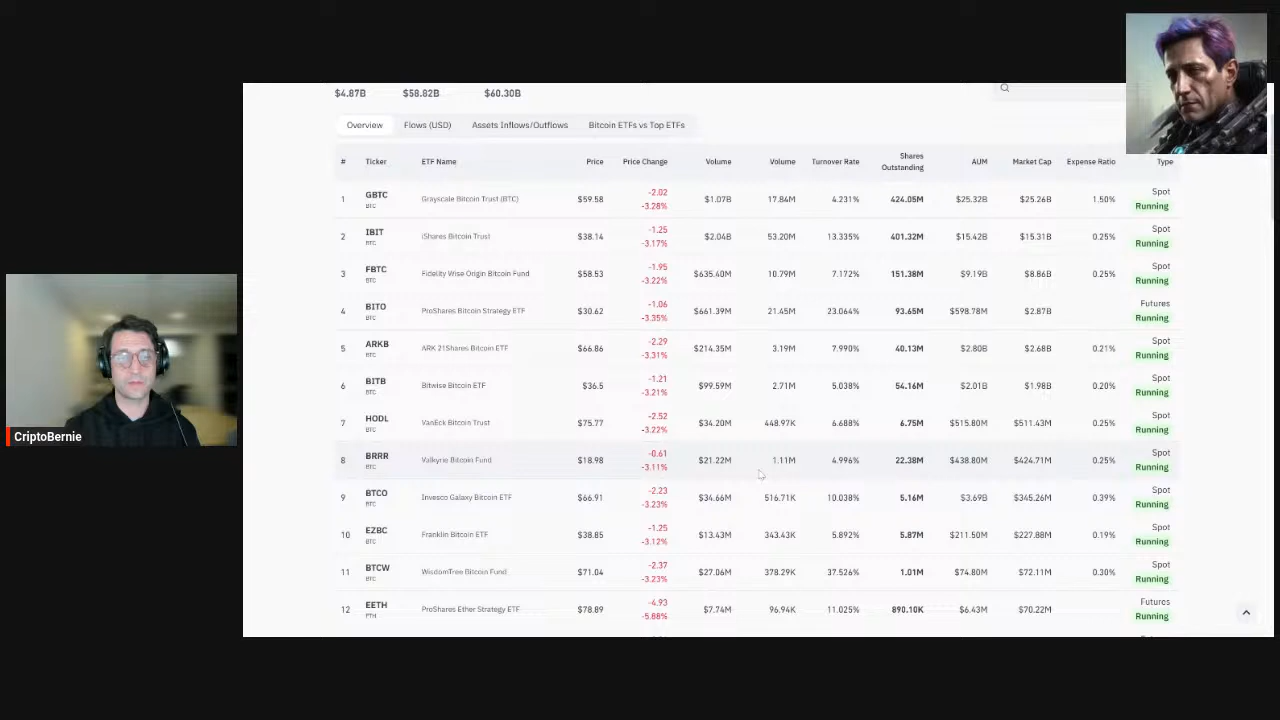 $4.87B $58.82B $60.30B
Overview Flows (USD) Assets Inflows/Outflows Bitcoin ETFs vs Top ETFs
# Ticker ETF Name Price Price Change Volume Volume Turnover Rate Shares Outstanding AUM Market Cap Expense Ratio Type
1 GBTC BTC Grayscale Bitcoin Trust (BTC) $59.58 -2.02 -3.28% $1.07B 17.84M 4.231% 424.05M $25.32B $25.26B 1.50% Spot Running
2 IBIT BTC iShares Bitcoin Trust $38.14 -1.25 -3.17% $2.04B 53.20M 13.335% 401.32M $15.42B $15.31B 0.25% Spot Running
3 FBTC BTC Fidelity Wise Origin Bitcoin Fund $58.53 -1.95 -3.22% $635.40M 10.79M 7.172% 151.38M $9.19B $8.86B 0.25% Spot Running
4 BITO BTC ProShares Bitcoin Strategy ETF $30.62 -1.06 -3.35% $661.39M 21.45M 23.064% 93.65M $598.78M $2.87B Futures Running
5 ARKB BTC ARK 21Shares Bitcoin ETF $66.86 -2.29 -3.31% $214.35M 3.19M 7.990% 40.13M $2.80B $2.68B 0.21% Spot Running
6 BITB BTC Bitwise Bitcoin ETF $36.5 -1.21 -3.21% $99.59M 2.71M 5.038% 54.16M $2.01B $1.98B 0.20% Spot Running
7 HODL BTC VanEck Bitcoin Trust $75.77 -2.52 -3.22% $34.20M 448.97K 6.688% 6.75M $515.80M $511.43M 0.25% Spot Running
8 BRRR BTC Valkyrie Bitcoin Fund $18.98 -0.61 -3.11% $21.22M 1.11M 4.996% 22.38M $438.80M $424.71M 0.25% Spot Running
9 BTCO BTC Invesco Galaxy Bitcoin ETF $66.91 -2.23 -3.23% $34.66M 516.71K 10.038% 5.16M $3.69B $345.26M 0.39% Spot Running
10 EZBC BTC Franklin Bitcoin ETF $38.85 -1.25 -3.12% $13.43M 343.43K 5.892% 5.87M $211.50M $227.88M 0.19% Spot Running
11 BTCW BTC WisdomTree Bitcoin Fund $71.04 -2.37 -3.23% $27.06M 378.29K 37.526% 1.01M $74.80M $72.11M 0.30% Spot Running
12 EETH ETH ProShares Ether Strategy ETF $78.89 -4.93 -5.88% $7.74M 96.94K 11.025% 890.10K $6.43M $70.22M Futures Running
CriptoBernie